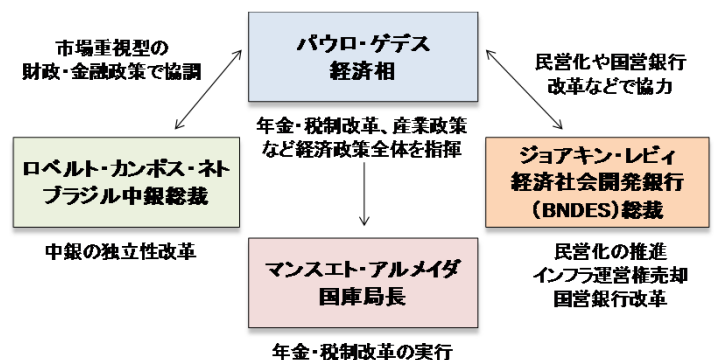 市場重視型の
財政・金融政策で協調
パウロ・ゲデス
経済相
民営化や国営銀行
改革などで協力
年金・税制改革、産業政策
など経済政策全体を指揮
ロベルト・カンポス・ネト
ブラジル中銀総裁
ジョアキン・レビィ
経済社会開発銀行
（BNDES）総裁
中銀の独立性改革
マンスエト・アルメイダ
国庫局長
民営化の推進
インフラ運営権売却
国営銀行改革
年金・税制改革の実行